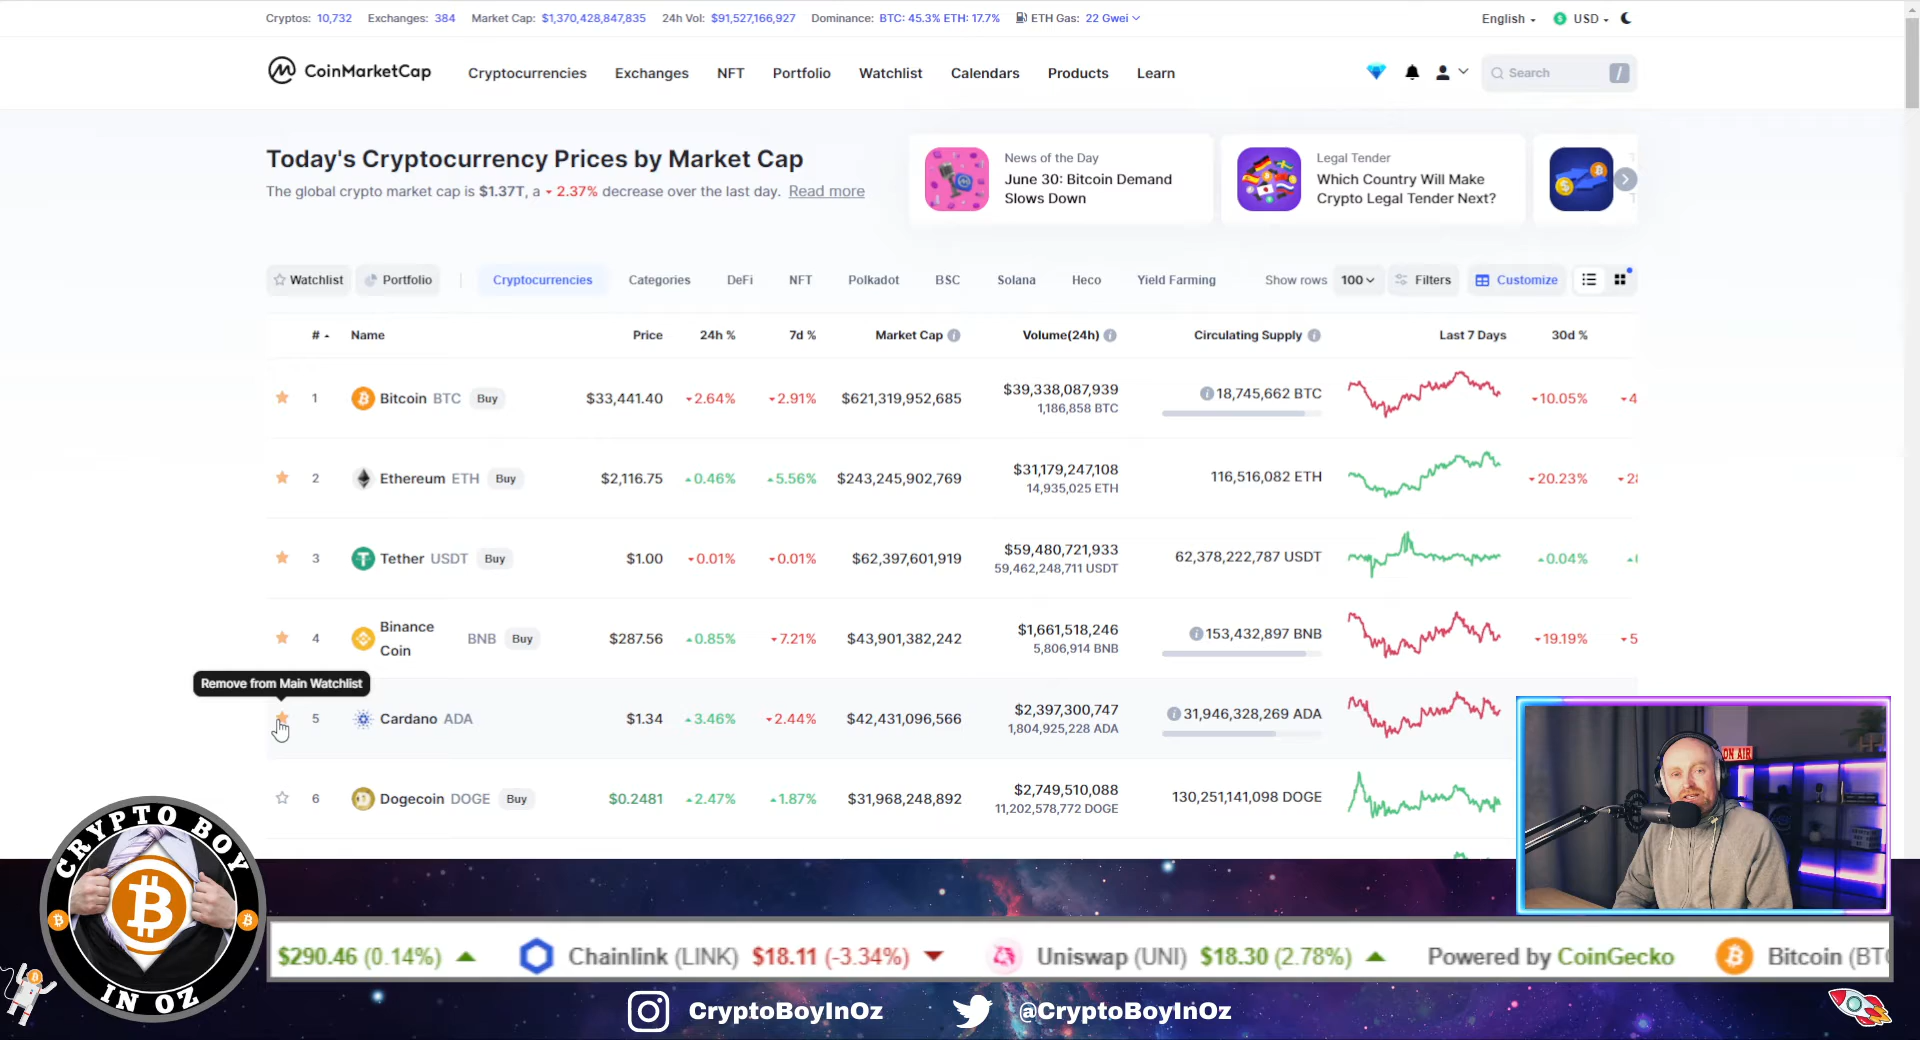 Cryptos: 10,732 Exchanges: 384 Market Cap: $1,370,428,847,835 24h Vol: $91,527,166,927 Dominance: BTC: 45.3% ETH: 17.7% ETH Gas: 22 Gwei
English USD
CoinMarketCap Cryptocurrencies Exchanges NFT Portfolio Watchlist Calendars Products Learn Search /
Today's Cryptocurrency Prices by Market Cap
The global crypto market cap is $1.37T, a 2.37% decrease over the last day. Read more
News of the Day
June 30: Bitcoin Demand
Slows Down
Legal Tender
Which Country Will Make
Crypto Legal Tender Next?
Watchlist Portfolio Cryptocurrencies Categories DeFi NFT Polkadot BSC Solana Heco Yield Farming Show rows 100 Filters Customize
# Name Price 24h % 7d % Market Cap Volume(24h) Circulating Supply Last 7 Days 30d %
1 Bitcoin BTC Buy $33,441.40 2.64% 2.91% $621,319,952,685 $39,338,087,939 18,745,662 BTC 10.05% 4
1,186,858 BTC
2 Ethereum ETH Buy $2,116.75 0.46% 5.56% $243,245,902,769 $31,179,247,108 116,516,082 ETH 20.23% 28
14,935,025 ETH
3 Tether USDT Buy $1.00 0.01% 0.01% $62,397,601,919 $59,480,721,933 62,378,222,787 USDT 0.04%
59,462,248,711 USDT
4 Binance Coin BNB Buy $287.56 0.85% 7.21% $43,901,382,242 $1,661,518,246 153,432,897 BNB 19.19% 5
5,806,914 BNB
Remove from Main Watchlist
5 Cardano ADA $1.34 3.46% 2.44% $42,431,096,566 $2,397,300,747 31,946,328,269 ADA
1,804,925,228 ADA
6 Dogecoin DOGE Buy $0.2481 2.47% 1.87% $31,968,248,892 $2,749,510,088 130,251,141,098 DOGE
11,202,578,772 DOGE
ON AIR
CRYPTO BOY
IN OZ
$290.46 (0.14%) Chainlink (LINK) $18.11 (-3.34%) Uniswap (UNI) $18.30 (2.78%) Powered by CoinGecko Bitcoin (BTC
CryptoBoyInOz @CryptoBoyInOz